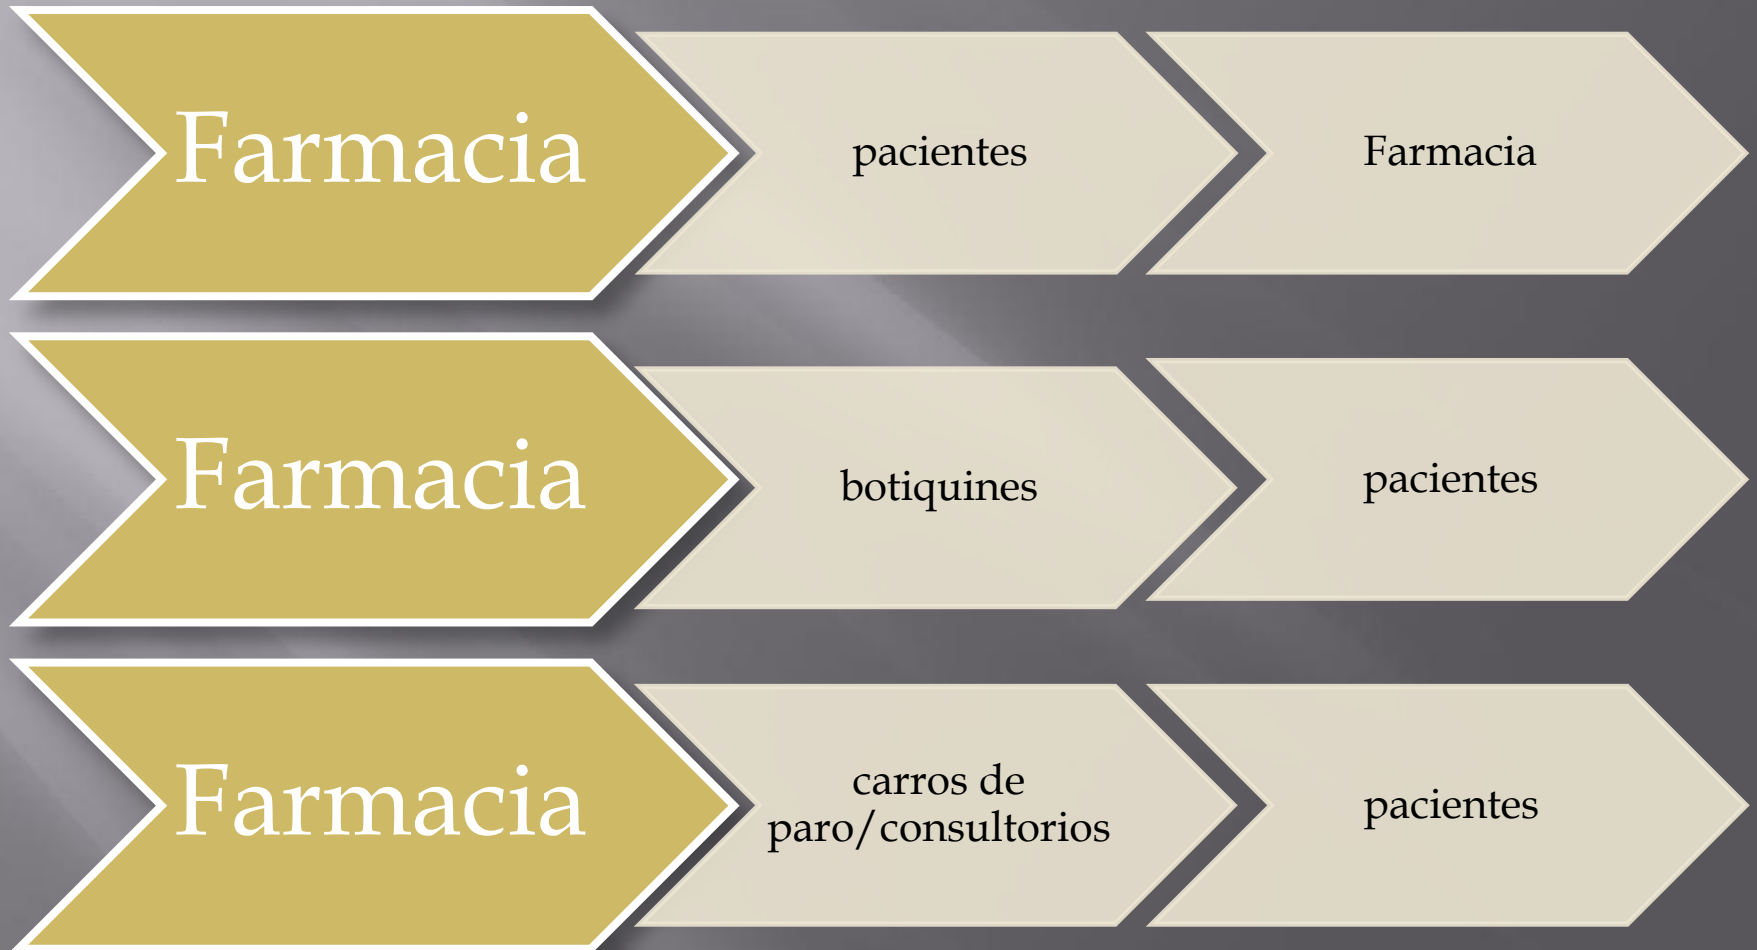 Farmacia
pacientes
Farmacia
Farmacia
botiquines
pacientes
Farmacia
carros de
paro/consultorios
pacientes